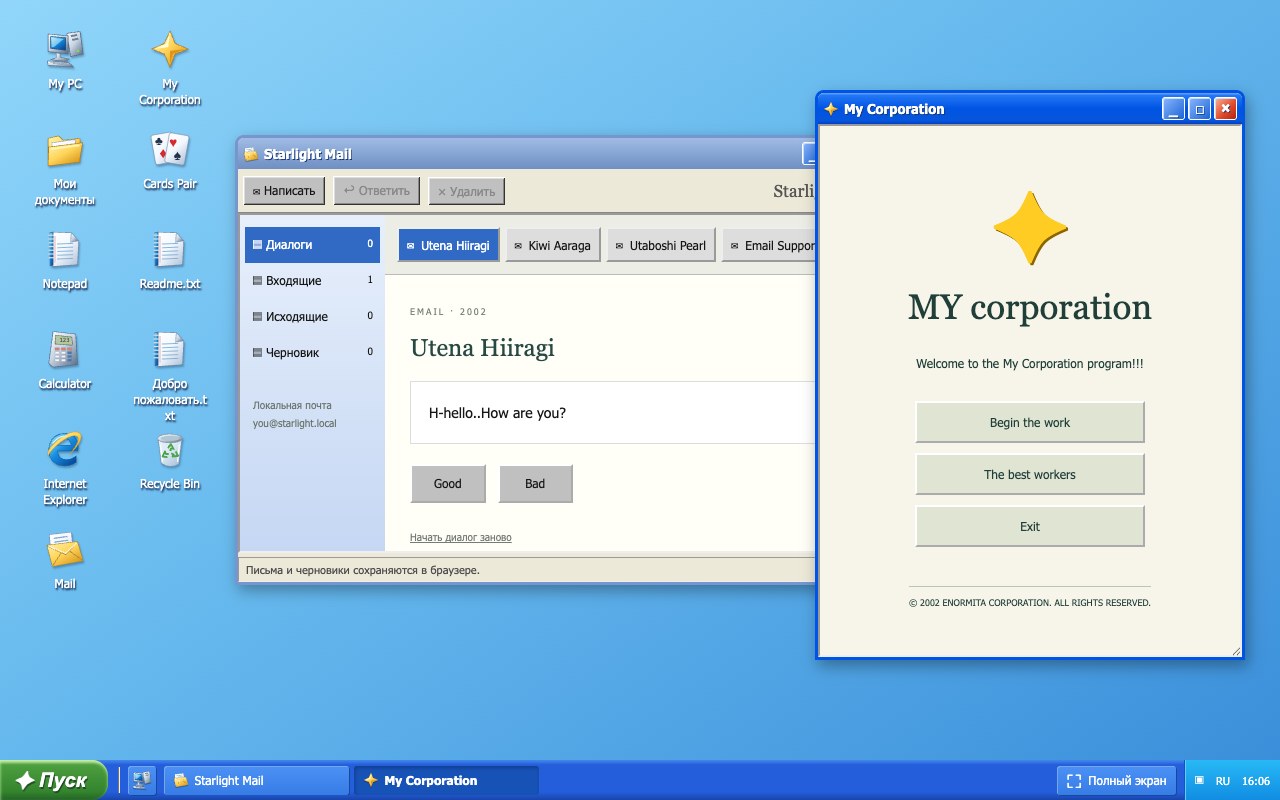 My PC
My
Corporation
Мои
документы
Cards Pair
Notepad
Readme.txt
Calculator
Добро
пожаловать.t
xt
Internet
Explorer
Recycle Bin
Mail
Starlight Mail
Написать
Ответить
Удалить
Starli
Диалоги 0
Входящие 1
Исходящие 0
Черновик 0
Локальная почта
you@starlight.local
Utena Hiiragi
Kiwi Aaraga
Utaboshi Pearl
Email Suppor
EMAIL · 2002
Utena Hiiragi
H-hello..How are you?
Good
Bad
Начать диалог заново
Письма и черновики сохраняются в браузере.
My Corporation
MY corporation
Welcome to the My Corporation program!!!
Begin the work
The best workers
Exit
© 2002 ENORMITA CORPORATION. ALL RIGHTS RESERVED.
Пуск
Starlight Mail
My Corporation
Полный экран
RU
16:06